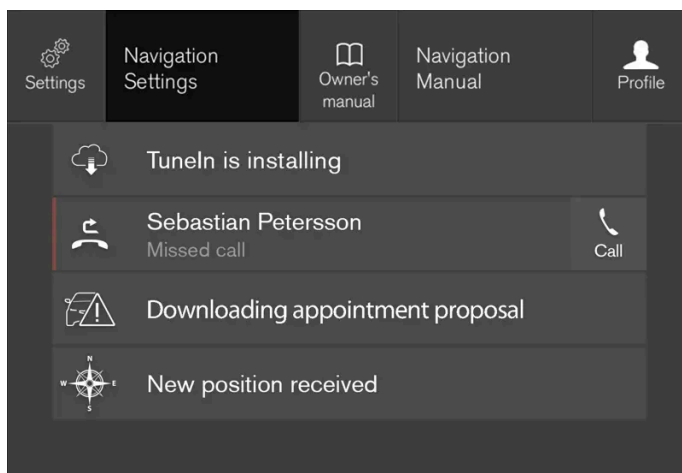 Settings
Navigation
Settings
Owner's
manual
Navigation
Manual
Profile
TuneIn is installing
Sebastian Petersson
Missed call
Call
Downloading appointment proposal
N
W
E
S
New position received